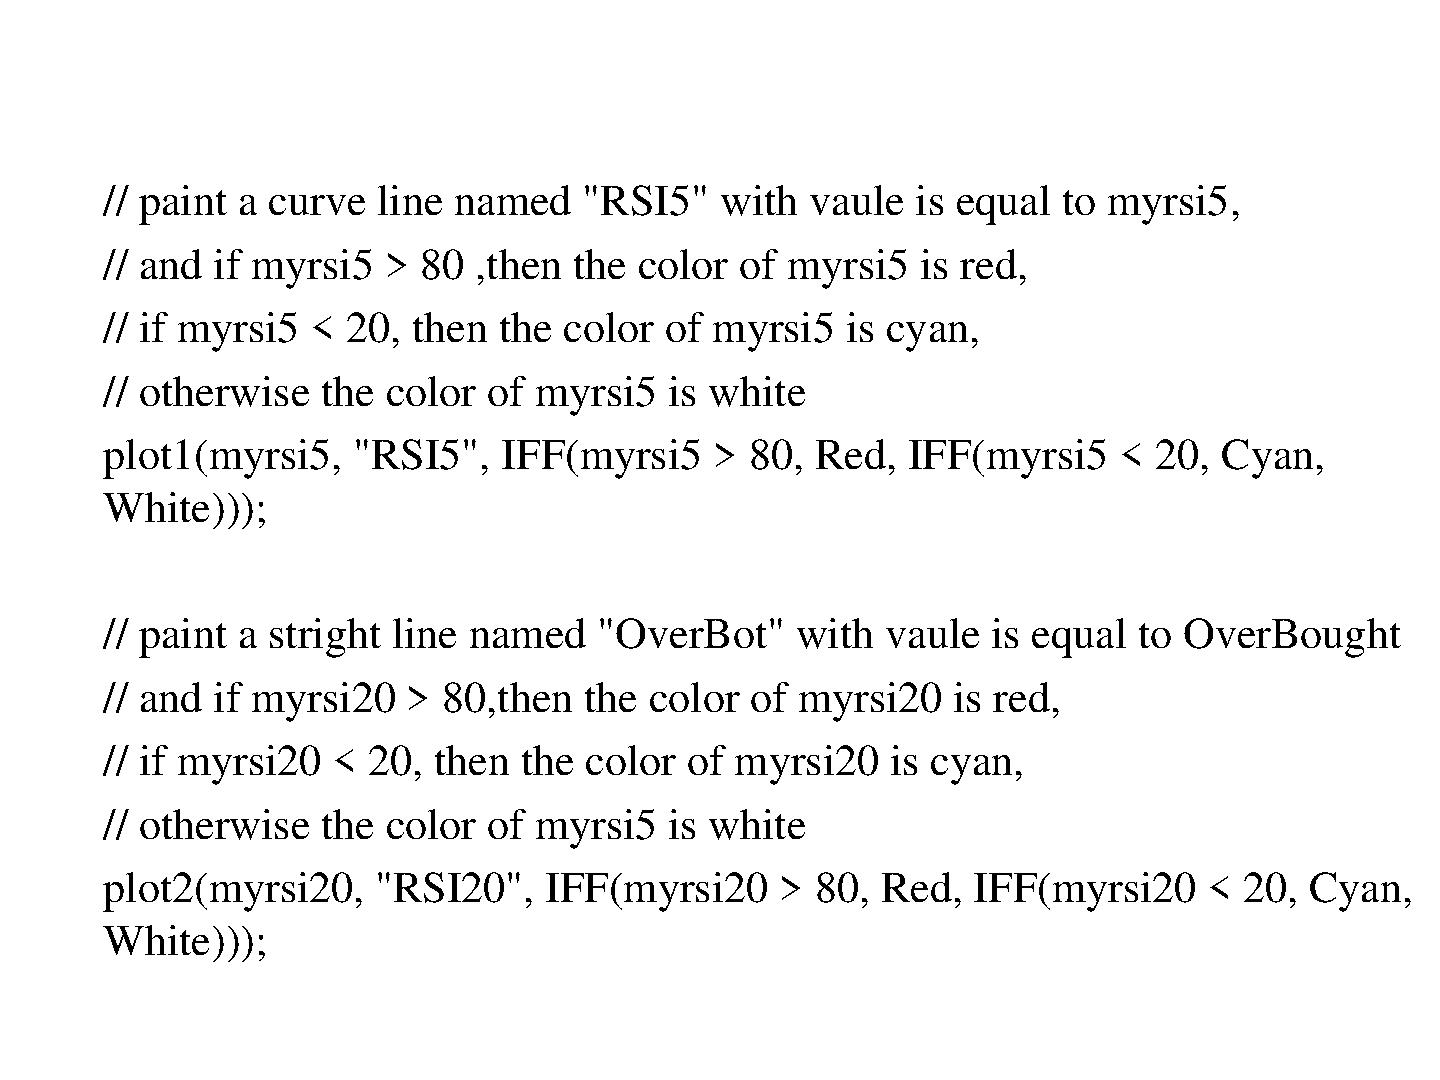 // paint a curve line named "RSI5" with vaule is equal to myrsi5,
// and if myrsi5 > 80 ,then the color of myrsi5 is red,
// if myrsi5 < 20, then the color of myrsi5 is cyan,
// otherwise the color of myrsi5 is white
plot1(myrsi5, "RSI5", IFF(myrsi5 > 80, Red, IFF(myrsi5 < 20, Cyan,
White)));
// paint a stright line named "OverBot" with vaule is equal to OverBought
// and if myrsi20 > 80,then the color of myrsi20 is red,
// if myrsi20 < 20, then the color of myrsi20 is cyan,
// otherwise the color of myrsi5 is white
plot2(myrsi20, "RSI20", IFF(myrsi20 > 80, Red, IFF(myrsi20 < 20, Cyan,
White)));